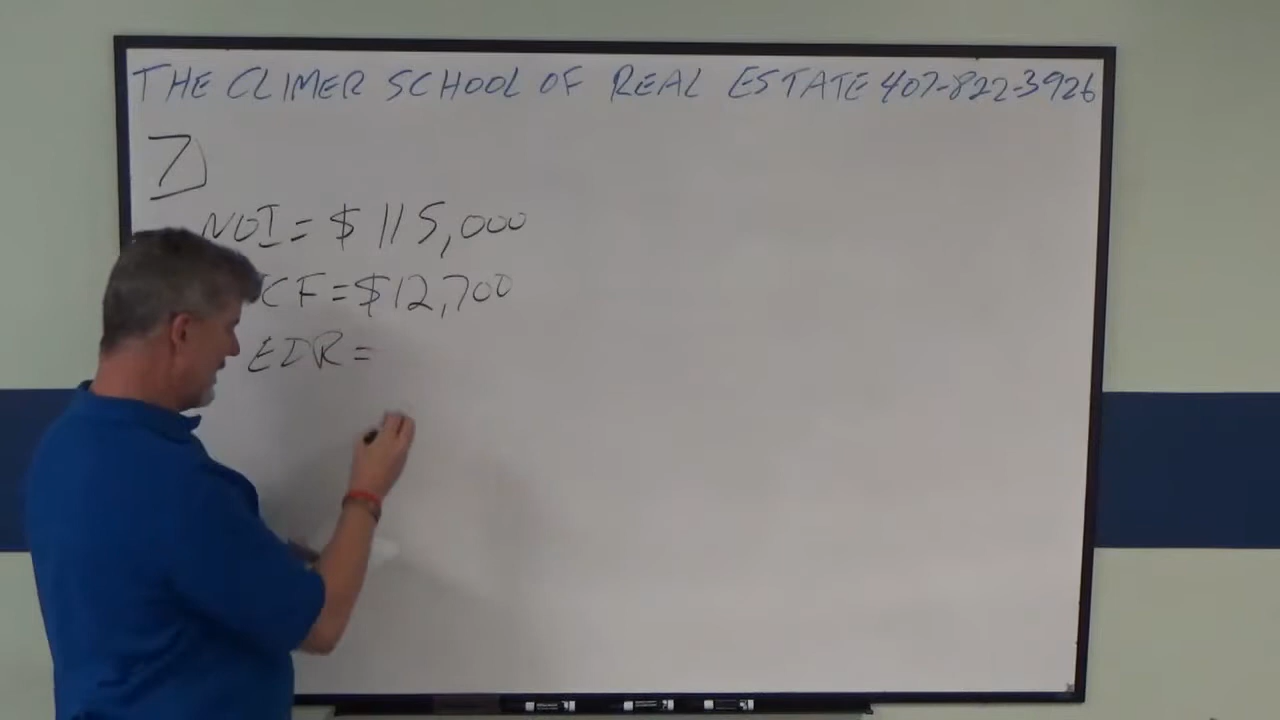 THE CLIMER SCHOOL OF REAL ESTATE 407-822-3926
7)
NOI = $ 115,000
CF = $12,700
EDR =